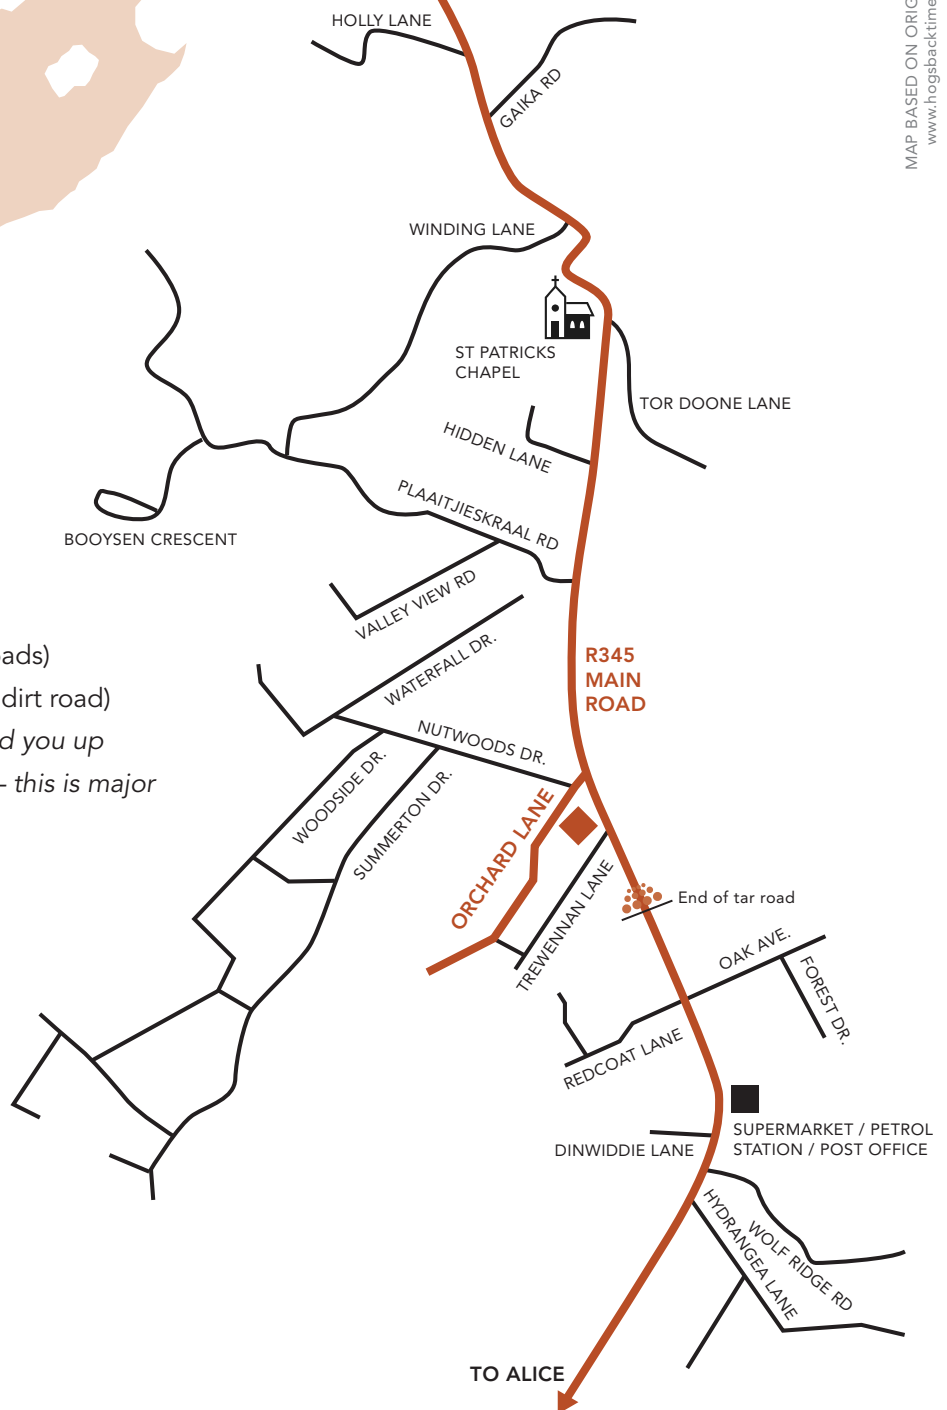 HOLLY LANE
GAIKA RD
MAP BASED ON ORIG
www.hogsbacktime
WINDING LANE
ST PATRICKS
CHAPEL
TOR DOONE LANE
HIDDEN LANE
PLAAITJIESKRAAL RD
BOOYSEN CRESCENT
VALLEY VIEW RD
WATERFALL DR.
R345
MAIN
ROAD
ads)
dirt road)
d you up
– this is major
NUTWOODS DR.
WOODSIDE DR.
SUMMERTON DR.
ORCHARD LANE
TREWENNAN LANE
End of tar road
OAK AVE.
FOREST DR.
REDCOAT LANE
SUPERMARKET / PETROL
STATION / POST OFFICE
DINWIDDIE LANE
HYDRANGEA LANE
WOLF RIDGE RD
TO ALICE